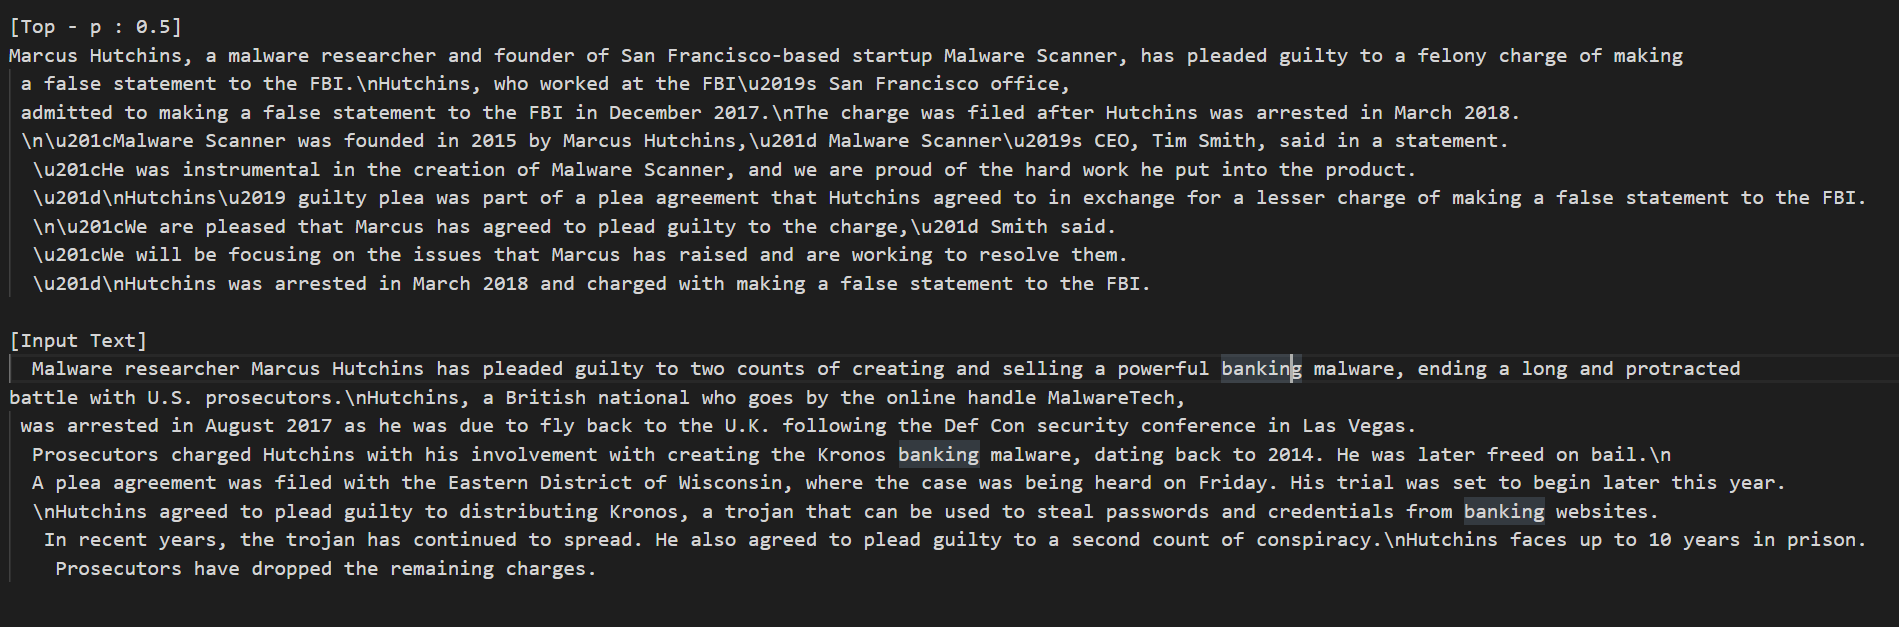 [Top - p : 0.5]
Marcus Hutchins, a malware researcher and founder of San Francisco-based startup Malware Scanner, has pleaded guilty to a felony charge of making
a false statement to the FBI.\nHutchins, who worked at the FBI\u2019s San Francisco office,
admitted to making a false statement to the FBI in December 2017.\nThe charge was filed after Hutchins was arrested in March 2018.
\n\u201cMalware Scanner was founded in 2015 by Marcus Hutchins,\u201d Malware Scanner\u2019s CEO, Tim Smith, said in a statement.
\u201cHe was instrumental in the creation of Malware Scanner, and we are proud of the hard work he put into the product.
\u201d\nHutchins\u2019 guilty plea was part of a plea agreement that Hutchins agreed to in exchange for a lesser charge of making a false statement to the FBI.
\n\u201cWe are pleased that Marcus has agreed to plead guilty to the charge,\u201d Smith said.
\u201cWe will be focusing on the issues that Marcus has raised and are working to resolve them.
\u201d\nHutchins was arrested in March 2018 and charged with making a false statement to the FBI.
[Input Text]
Malware researcher Marcus Hutchins has pleaded guilty to two counts of creating and selling a powerful banking malware, ending a long and protracted
battle with U.S. prosecutors.\nHutchins, a British national who goes by the online handle MalwareTech,
was arrested in August 2017 as he was due to fly back to the U.K. following the Def Con security conference in Las Vegas.
Prosecutors charged Hutchins with his involvement with creating the Kronos banking malware, dating back to 2014. He was later freed on bail.\n
A plea agreement was filed with the Eastern District of Wisconsin, where the case was being heard on Friday. His trial was set to begin later this year.
\nHutchins agreed to plead guilty to distributing Kronos, a trojan that can be used to steal passwords and credentials from banking websites.
In recent years, the trojan has continued to spread. He also agreed to plead guilty to a second count of conspiracy.\nHutchins faces up to 10 years in prison.
Prosecutors have dropped the remaining charges.